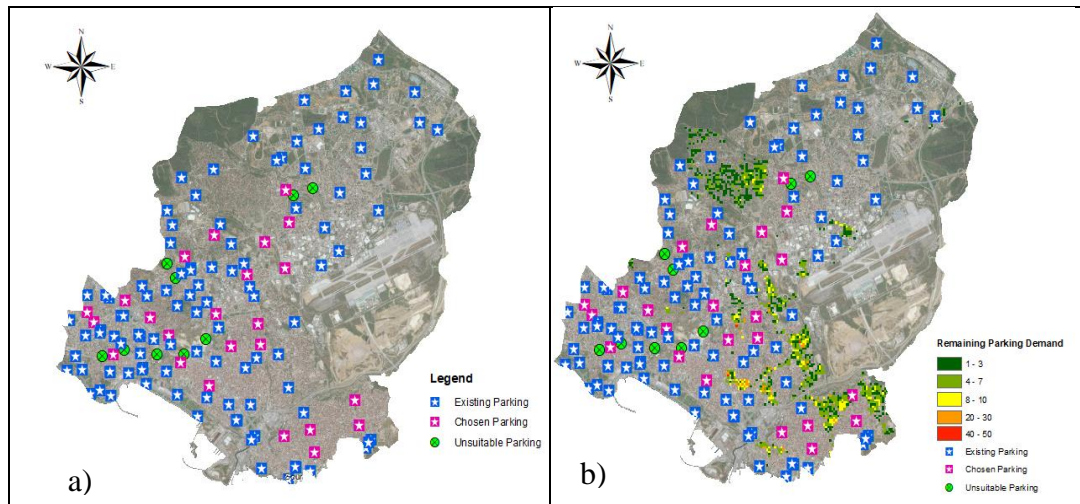 N
W
E
S
Legend
Existing Parking
Chosen Parking
Unsuitable Parking
a)
N
W
E
S
Remaining Parking Demand
1 - 3
4 - 7
8 - 10
20 - 30
40 - 50
Existing Parking
Chosen Parking
Unsuitable Parking
b)